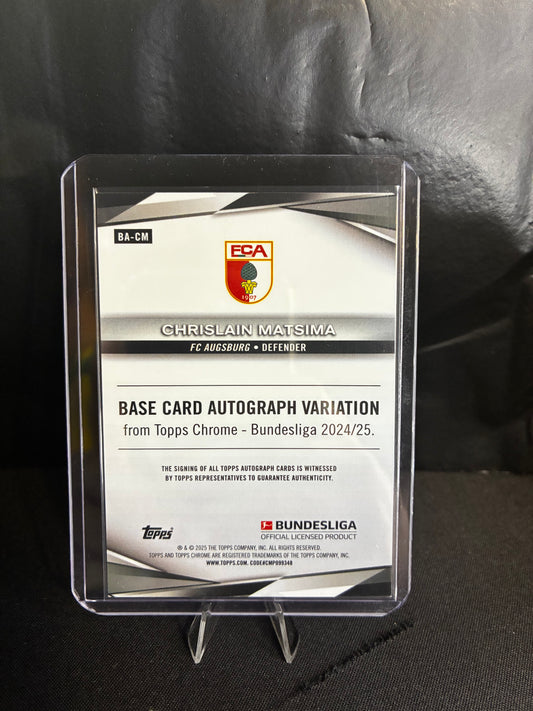 BA-CM
FCA
1907
CHRISLAIN MATSIMA
FC AUGSBURG • DEFENDER
BASE CARD AUTOGRAPH VARIATION
from Topps Chrome - Bundesliga 2024/25.
THE SIGNING OF ALL TOPPS AUTOGRAPH CARDS IS WITNESSED
BY TOPPS REPRESENTATIVES TO GUARANTEE AUTHENTICITY.
topps
BUNDESLIGA
OFFICIAL LICENSED PRODUCT
® & © 2025 THE TOPPS COMPANY, INC. ALL RIGHTS RESERVED.
TOPPS AND TOPPS CHROME ARE REGISTERED TRADEMARKS OF THE TOPPS COMPANY, INC.
WWW.TOPPS.COM. CODE#CMP099348